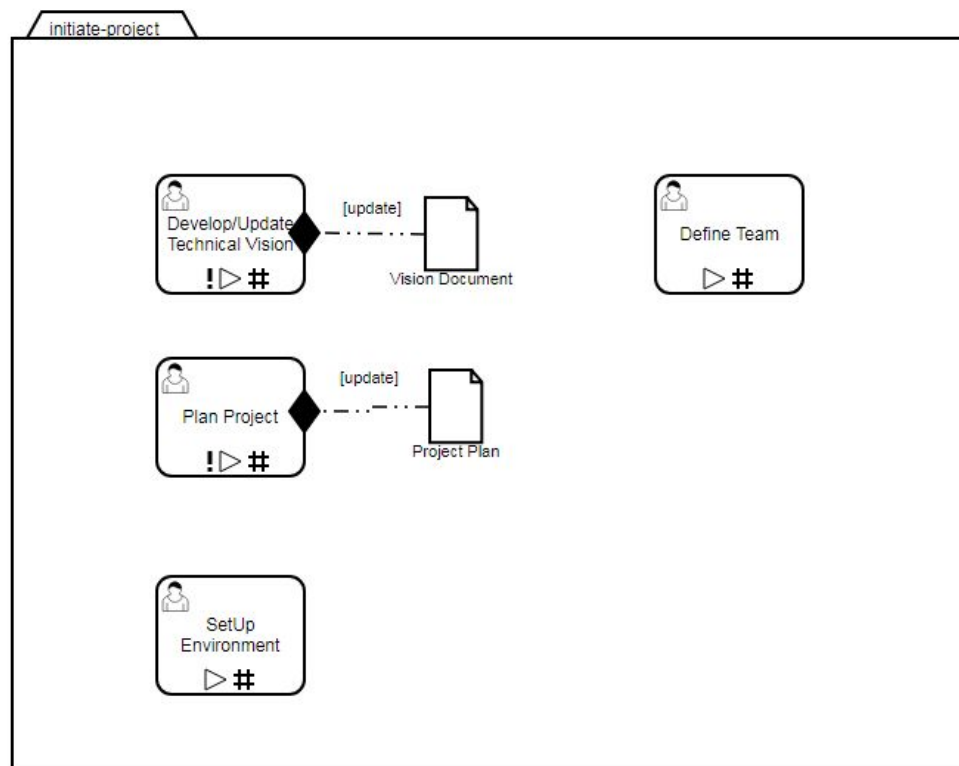 initiate-project
Develop/Update
Technical Vision
! #
[update]
Vision Document
Define Team
#
Plan Project
! #
[update]
Project Plan
SetUp
Environment
#